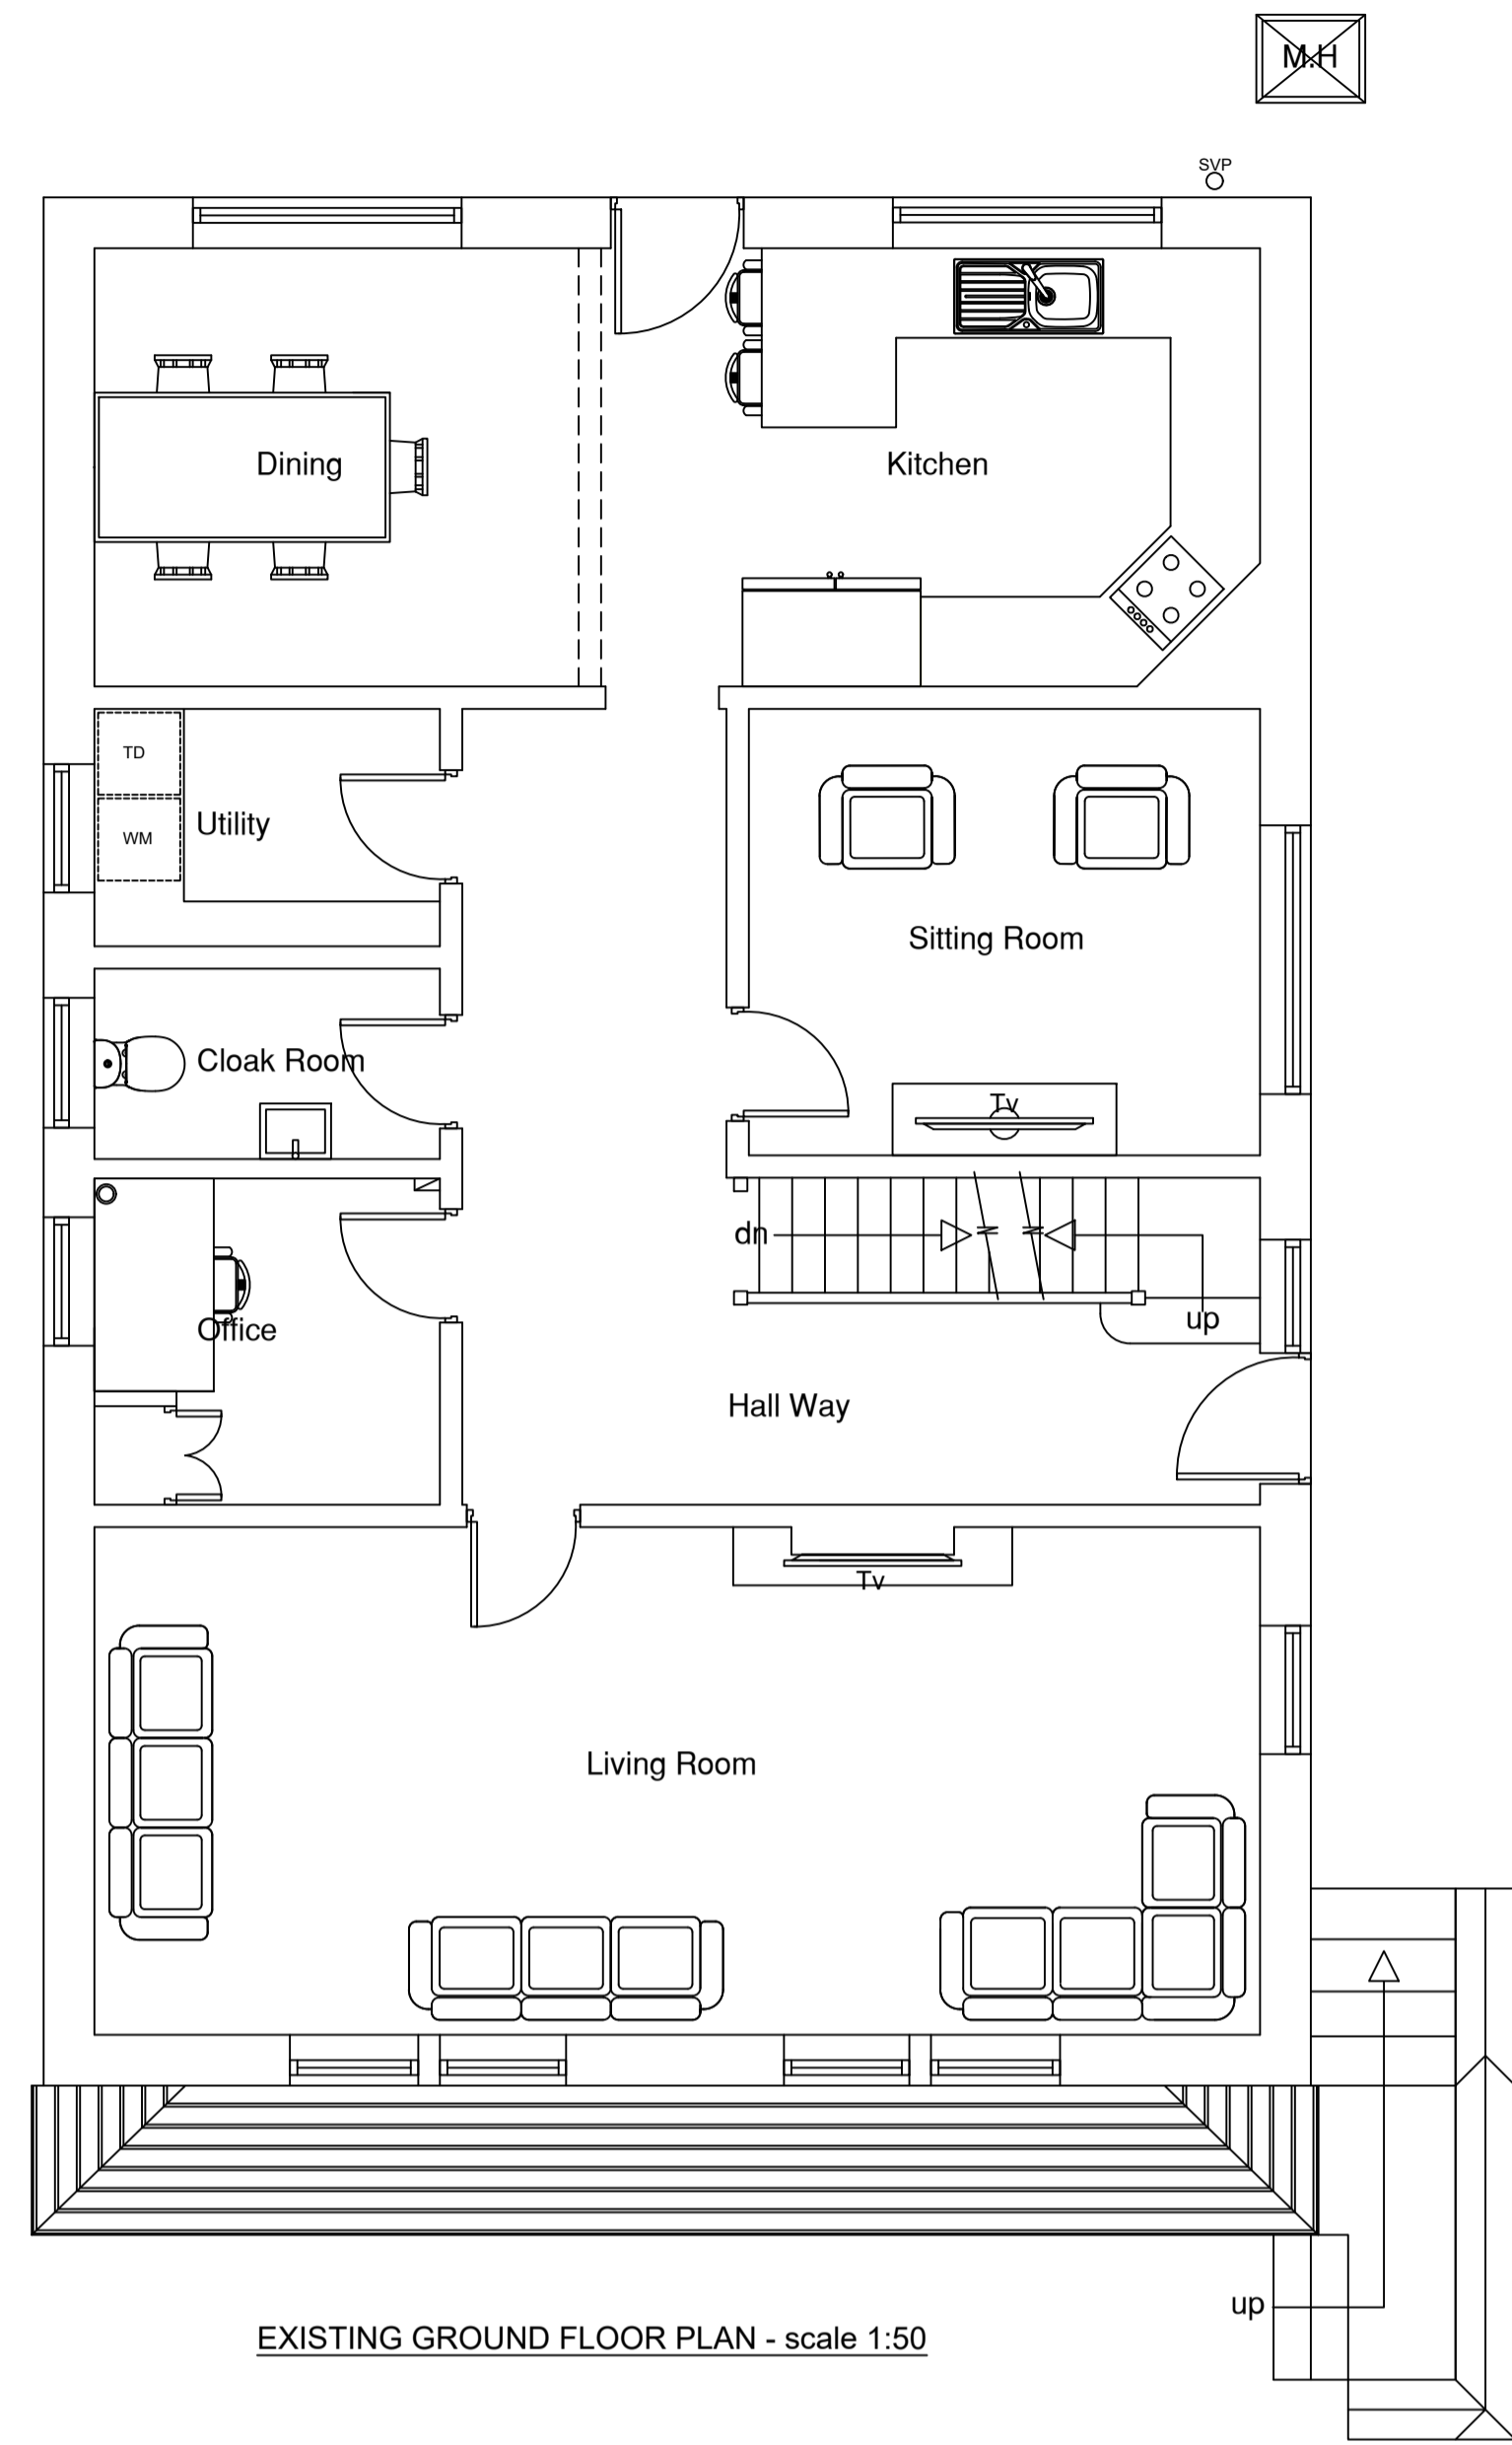 M.H
SVP
Dining
Kitchen
TD
Utility
WM
Sitting Room
Cloak Room
Tv
dn
up
Office
Hall Way
Tv
Living Room
up
EXISTING GROUND FLOOR PLAN - scale 1:50